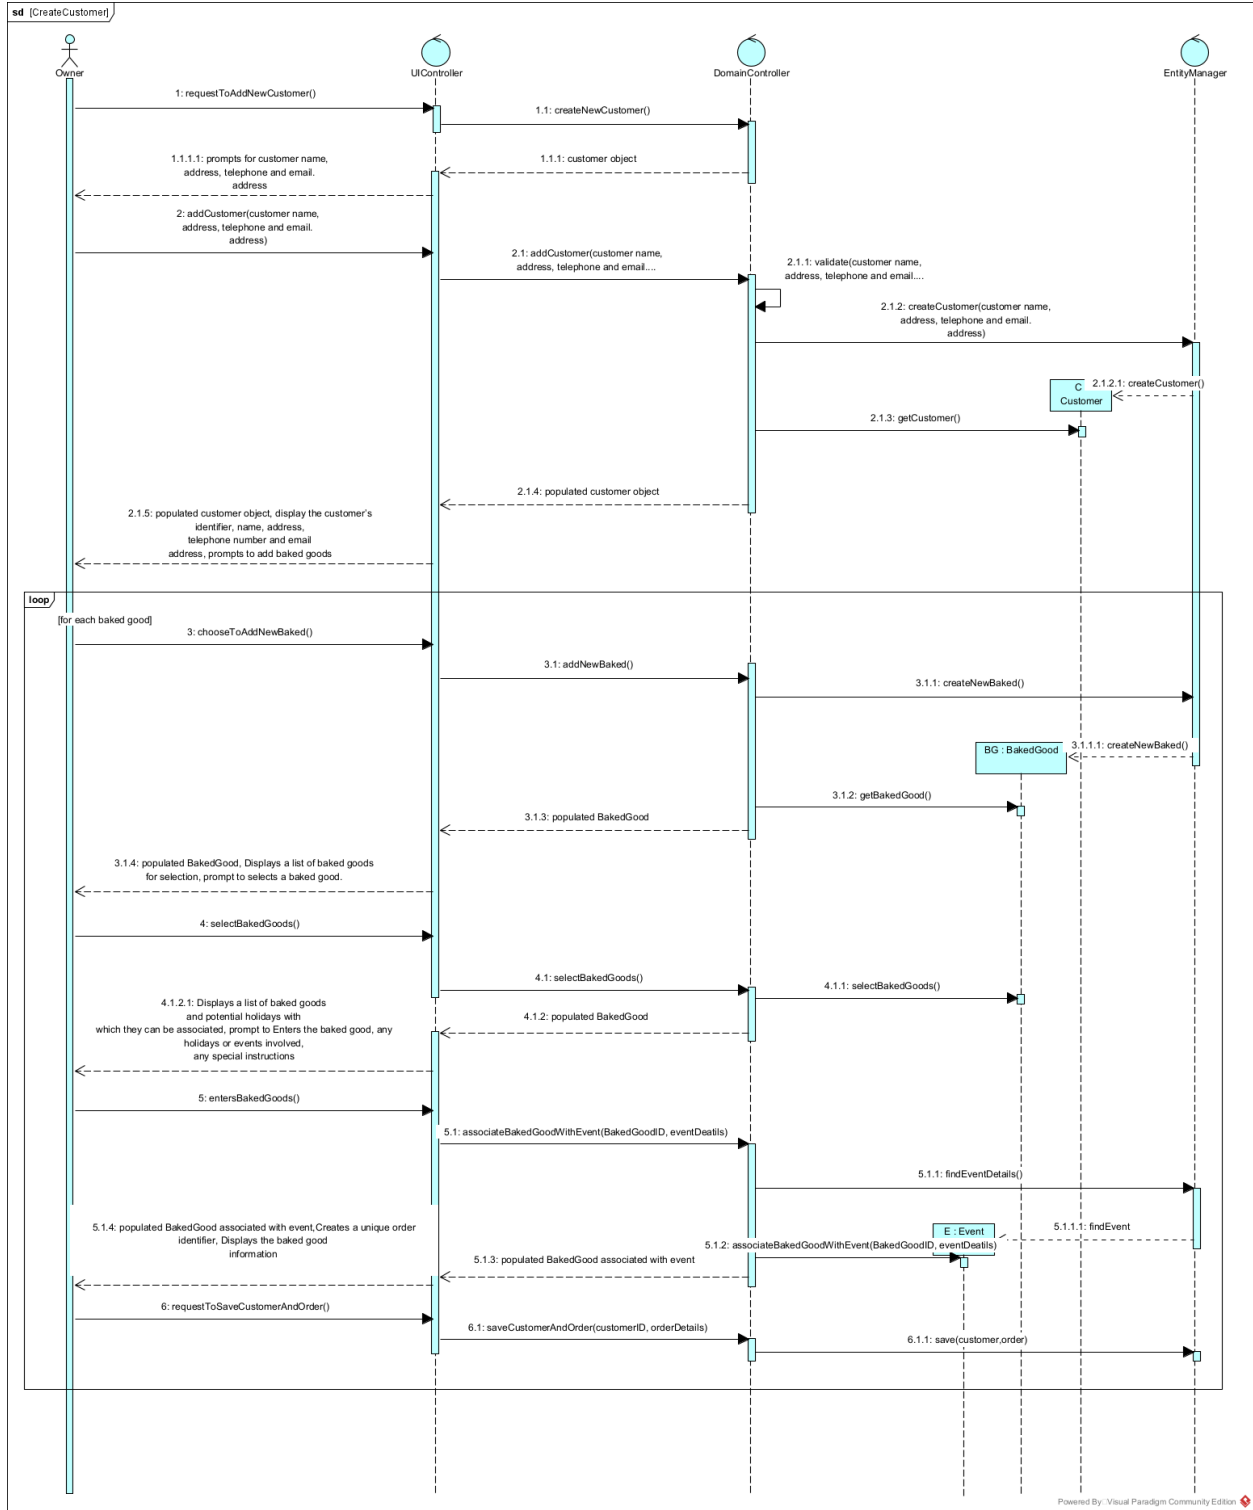 sd [CreateCustomer]
Owner
UIController
DomainController
EntityManager
1: requestToAddNewCustomer()
1.1: createNewCustomer()
1.1.1: customer object
1.1.1.1: prompts for customer name,
address, telephone and email.
address
2: addCustomer(customer name,
address, telephone and email.
address)
2.1: addCustomer(customer name,
address, telephone and email....
2.1.1: validate(customer name,
address, telephone and email....
2.1.2: createCustomer(customer name,
address, telephone and email.
address)
2.1.2.1: createCustomer()
C
Customer
2.1.3: getCustomer()
2.1.4: populated customer object
2.1.5: populated customer object, display the customer's
identifier, name, address,
telephone number and email
address, prompts to add baked goods
loop
[for each baked good]
3: chooseToAddNewBaked()
3.1: addNewBaked()
3.1.1: createNewBaked()
BG : BakedGood
3.1.1.1: createNewBaked()
3.1.2: getBakedGood()
3.1.3: populated BakedGood
3.1.4: populated BakedGood, Displays a list of baked goods
for selection, prompt to selects a baked good.
4: selectBakedGoods()
4.1: selectBakedGoods()
4.1.1: selectBakedGoods()
4.1.2: populated BakedGood
4.1.2.1: Displays a list of baked goods
and potential holidays with
which they can be associated, prompt to Enters the baked good, any
holidays or events involved,
any special instructions
5: entersBakedGoods()
5.1: associateBakedGoodWithEvent(BakedGoodID, eventDeatils)
5.1.1: findEventDetails()
5.1.1.1: findEvent
E : Event
5.1.2: associateBakedGoodWithEvent(BakedGoodID, eventDeatils)
5.1.3: populated BakedGood associated with event
5.1.4: populated BakedGood associated with event,Creates a unique order
identifier, Displays the baked good
information
6: requestToSaveCustomerAndOrder()
6.1: saveCustomerAndOrder(customerID, orderDetails)
6.1.1: save(customer,order)
Powered By: Visual Paradigm Community Edition